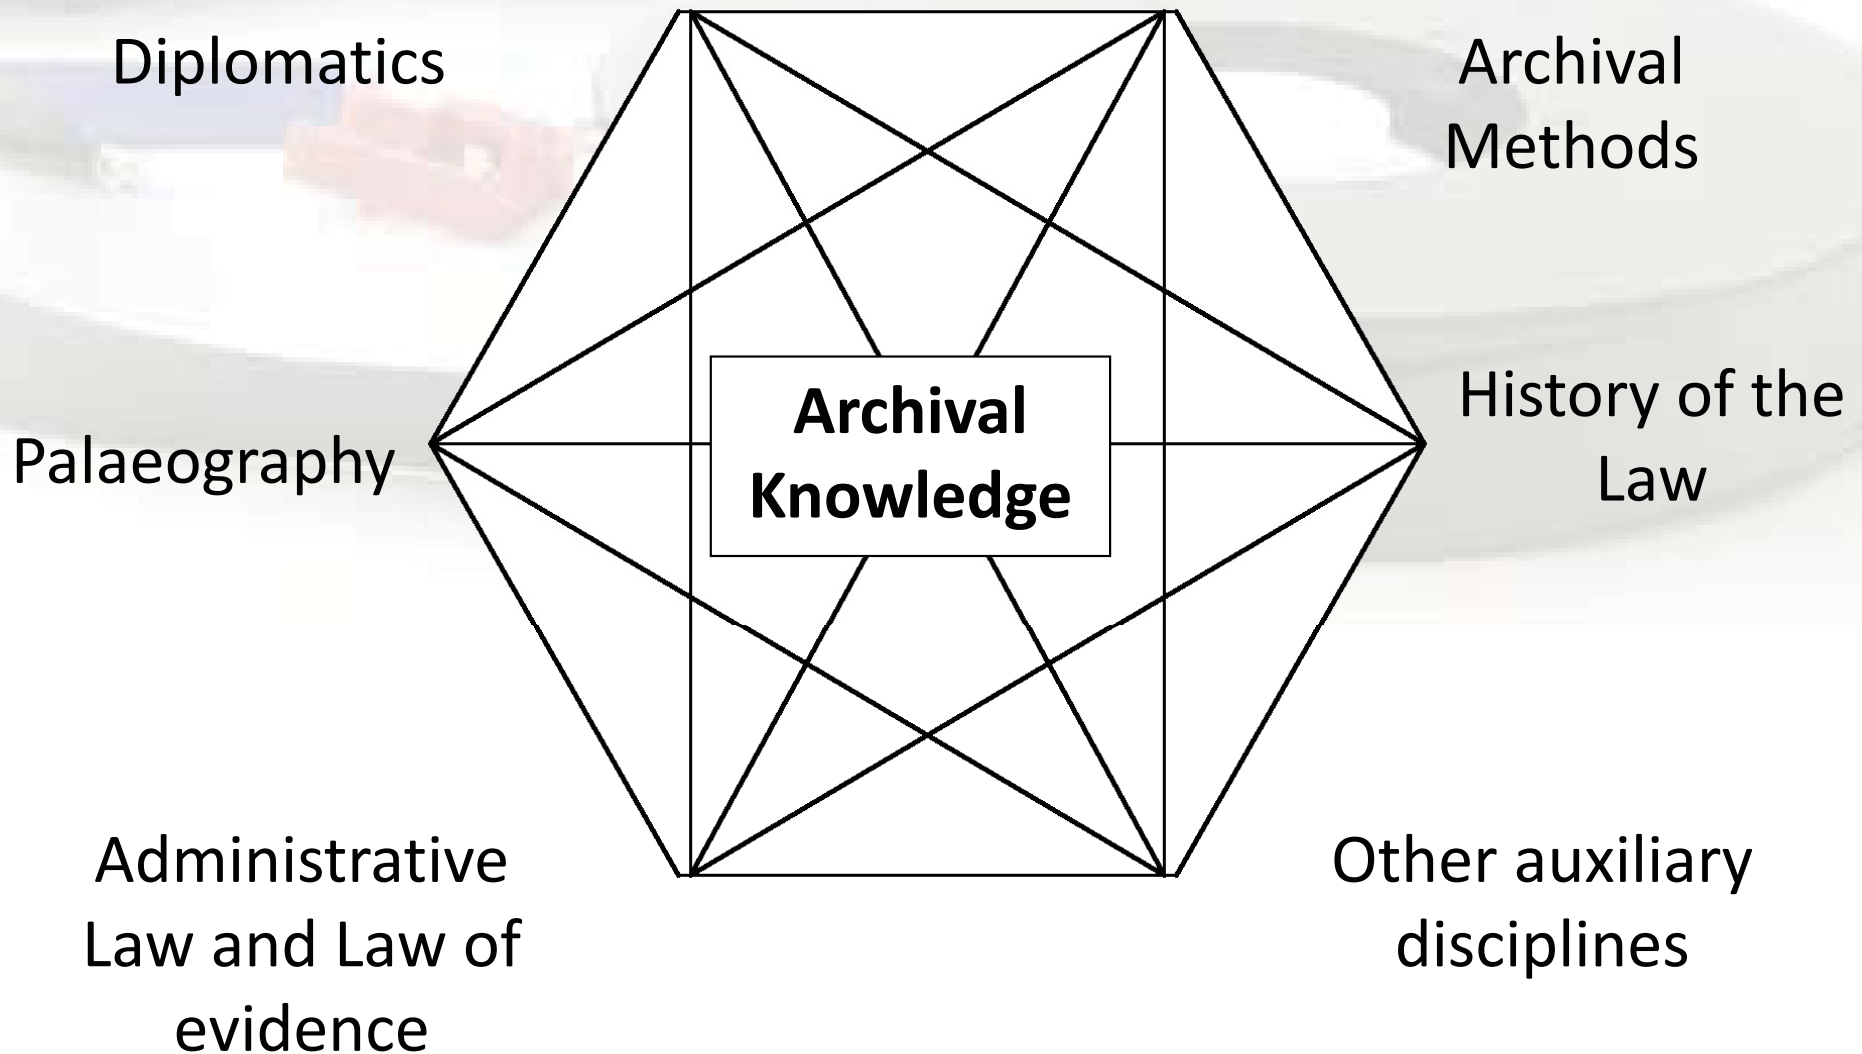 Diplomatics
Archival
Methods
Palaeography
Archival
Knowledge
History of the
Law
Administrative
Law and Law of
evidence
Other auxiliary
disciplines